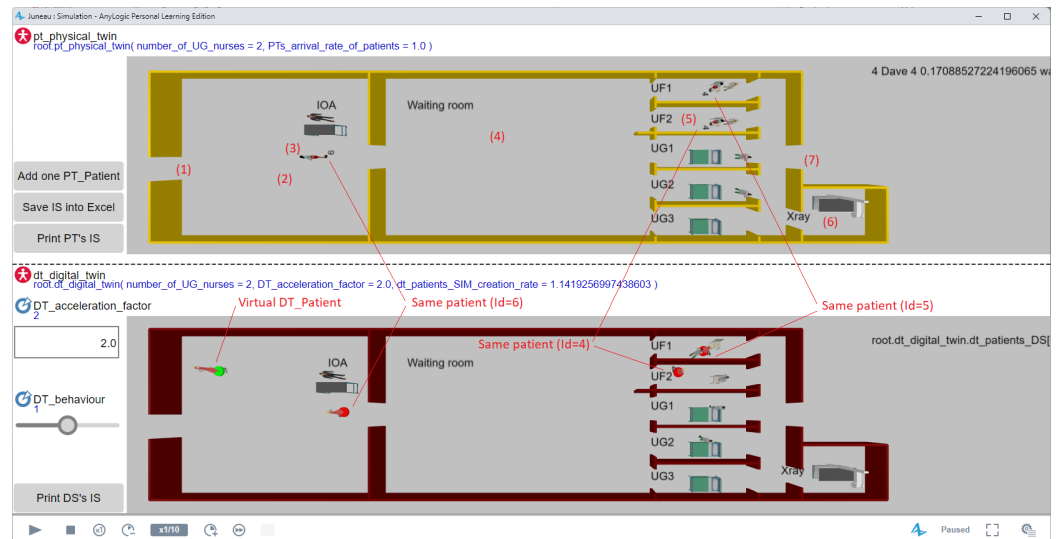 Juneau : Simulation - AnyLogic Personal Learning Edition
pt_physical_twin
root.pt_physical_twin( number_of_UG_nurses = 2, PTs_arrival_rate_of_patients = 1.0 )
4 Dave 4 0.17088527224196065 wa
UF1
IOA
Waiting room
UF2 (5)
(4)
(3)
UG1
(1)
(7)
Add one PT_Patient
(2)
UG2
Save IS into Excel
UG3
Xray
(6)
Print PT's IS
dt_digital_twin
root.dt_digital_twin( number_of_UG_nurses = 2, DT_acceleration_factor = 2.0, dt_patients_SIM_creation_rate = 1.1419256997438603 )
DT_acceleration_factor
2
Virtual DT_Patient
Same patient (Id=6)
Same patient (Id=5)
2.0
Same patient (Id=4)
UF1
root.dt_digital_twin.dt_patients_DS[
IOA
Waiting room
UF2
DT_behaviour
1
UG1
UG2
Xray
UG3
Print DS's IS
x1
x1/10
Paused